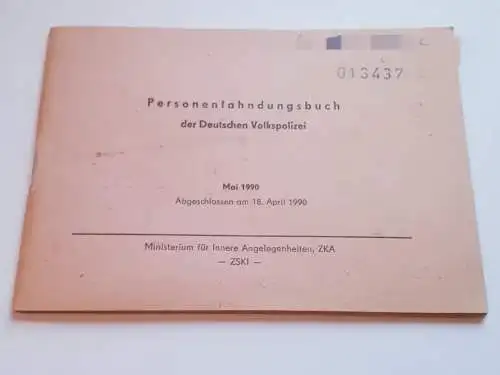 013437
Personenfahndungsbuch
der Deutschen Volkspolizei
Mai 1990
Abgeschlossen am 18. April 1990
Ministerium für Innere Angelegenheiten, ZKA
— ZSKI —